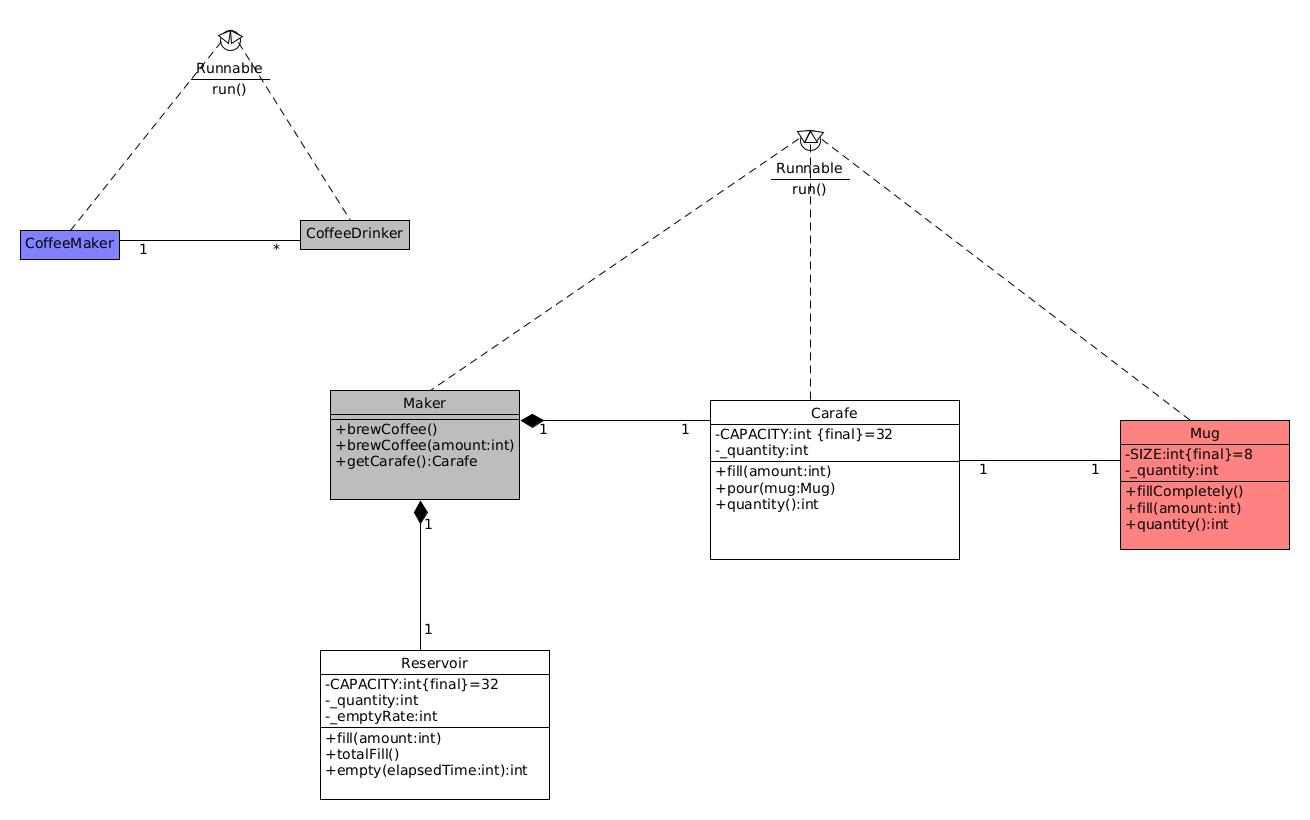 Runnable
run()
CoffeeMaker
1
*
CoffeeDrinker
Runnable
run()
Maker
+brewCoffee()
+brewCoffee(amount:int)
+getCarafe():Carafe
1
1
Carafe
-CAPACITY:int {final}=32
-_quantity:int
+fill(amount:int)
+pour(mug:Mug)
+quantity():int
1
1
Mug
-SIZE:int{final}=8
-_quantity:int
+fillCompletely()
+fill(amount:int)
+quantity():int
1
1
Reservoir
-CAPACITY:int{final}=32
-_quantity:int
-_emptyRate:int
+fill(amount:int)
+totalFill()
+empty(elapsedTime:int):int